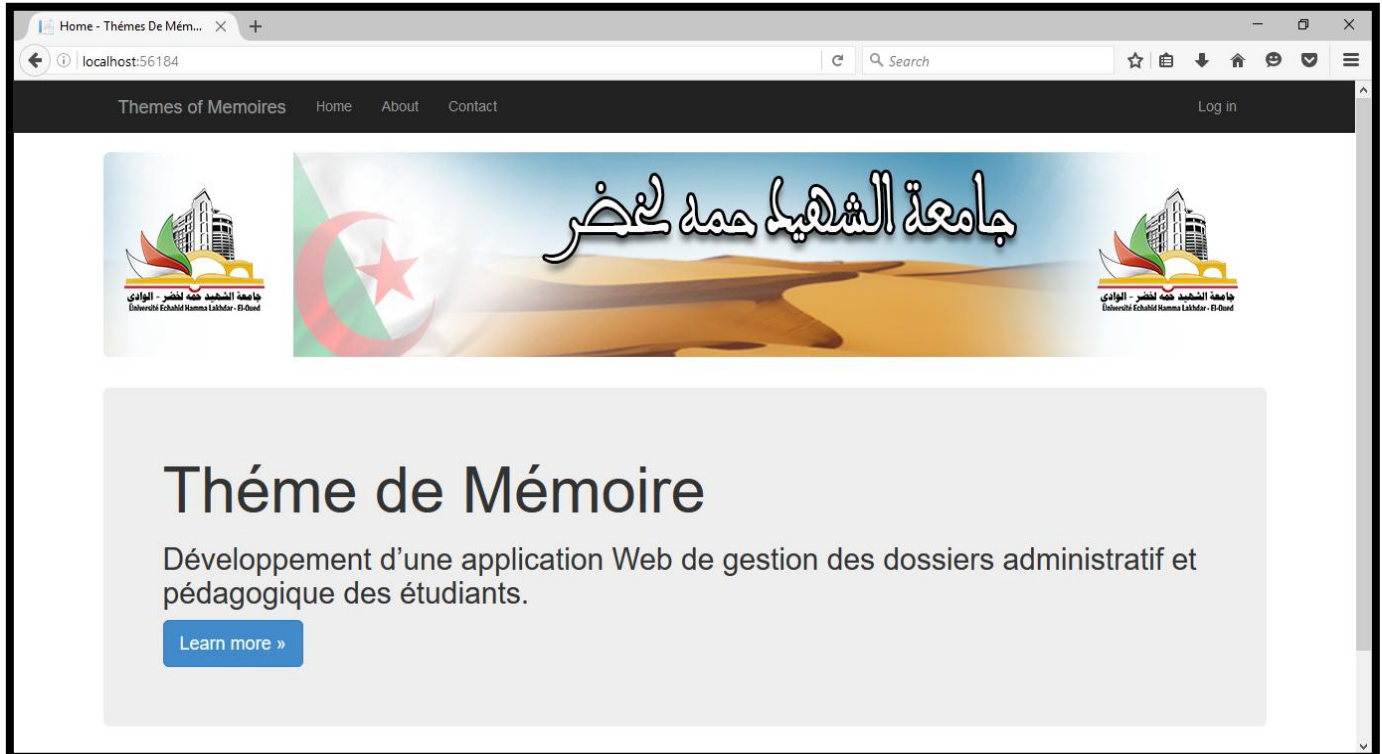 Home - Thémes De Mém...
localhost:56184
Search
Themes of Memoires Home About Contact Log in
جامعة الشهيد حمه لخضر
جامعة الشهيد حمه لخضر - الوادي
Université Echahid Hamma Lakhdar - El-Oued
جامعة الشهيد حمه لخضر - الوادي
Université Echahid Hamma Lakhdar - El-Oued
Théme de Mémoire
Développement d’une application Web de gestion des dossiers administratif et
pédagogique des étudiants.
Learn more »